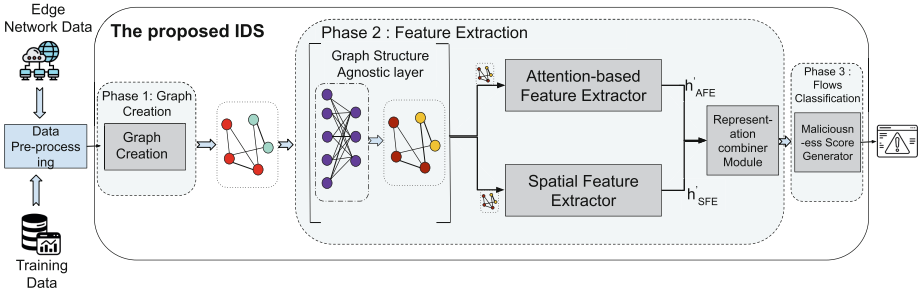 Edge
Network Data
Data
Pre-process
ing
Training
Data
The proposed IDS
Phase 1: Graph
Creation
Graph
Creation
Phase 2 : Feature Extraction
Graph Structure
Agnostic layer
Attention-based
Feature Extractor
Spatial Feature
Extractor
h'AFE
h'SFE
Represent-
ation
combiner
Module
Phase 3 :
Flows
Classification
Maliciousn
-ess Score
Generator